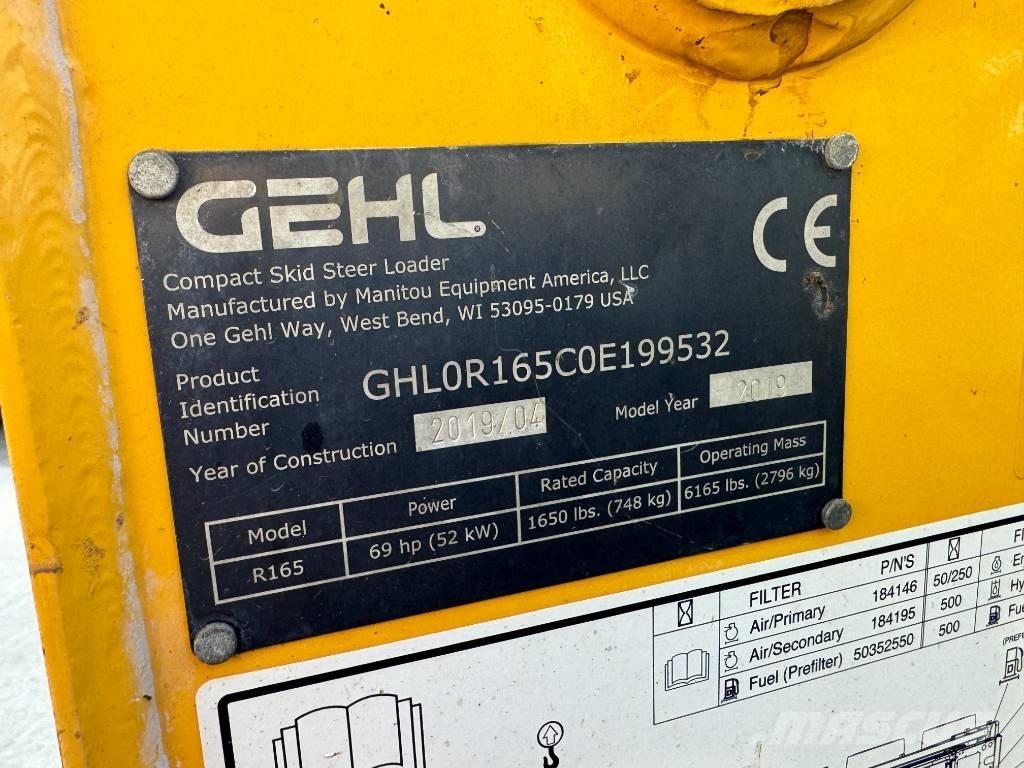 GEHL®
CE
Compact Skid Steer Loader
Manufactured by Manitou Equipment America, LLC
One Gehl Way, West Bend, WI 53095-0179 USA
Product
Identification
Number
GHL0R165C0E199532
Year of Construction 2019/04 Model Year 2019
Model Power Rated Capacity Operating Mass
R165 69 hp (52 kW) 1650 lbs. (748 kg) 6165 lbs. (2796 kg)
FILTER P/N'S
Air/Primary 184146 50/250
Air/Secondary 184195 500
Fuel (Prefilter) 50352550 500